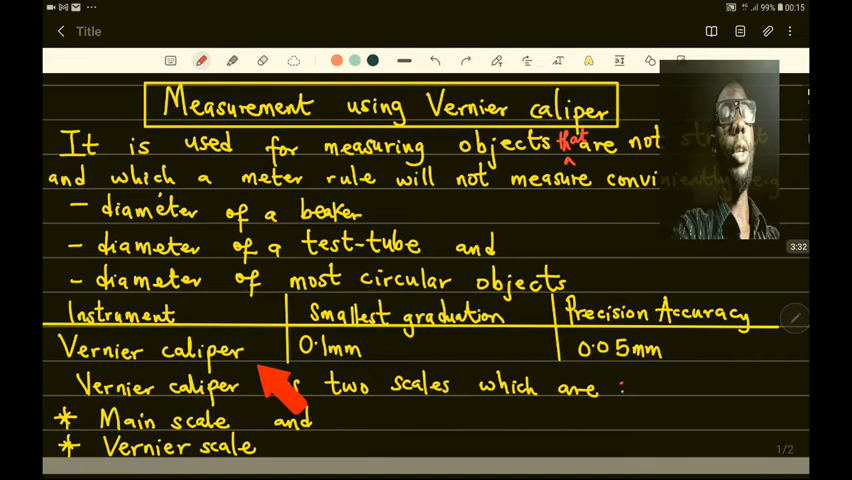 99% 00:15
Title
Measurement using Vernier caliper
It is used for measuring objects that are not
and which a meter rule will not measure
- diameter of a beaker
- diameter of a test-tube and
- diameter of most circular objects
Instrument Smallest graduation Precision Accuracy
Vernier caliper 0.1mm 0.05mm
Vernier caliper two scales which are :
* Main scale and
* Vernier scale
3:32
1/2